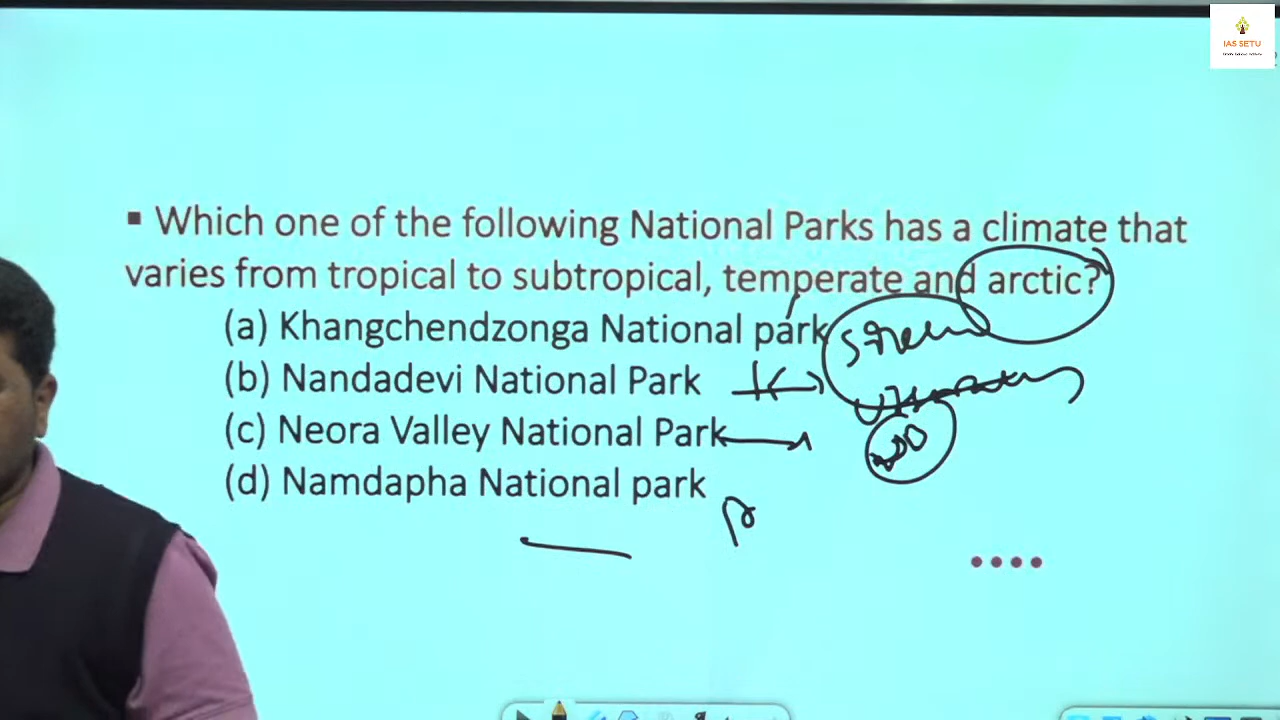 IAS SETU
▪ Which one of the following National Parks has a climate that
varies from tropical to subtropical, temperate and arctic?
(a) Khangchendzonga National park
(b) Nandadevi National Park
(c) Neora Valley National Park
(d) Namdapha National park